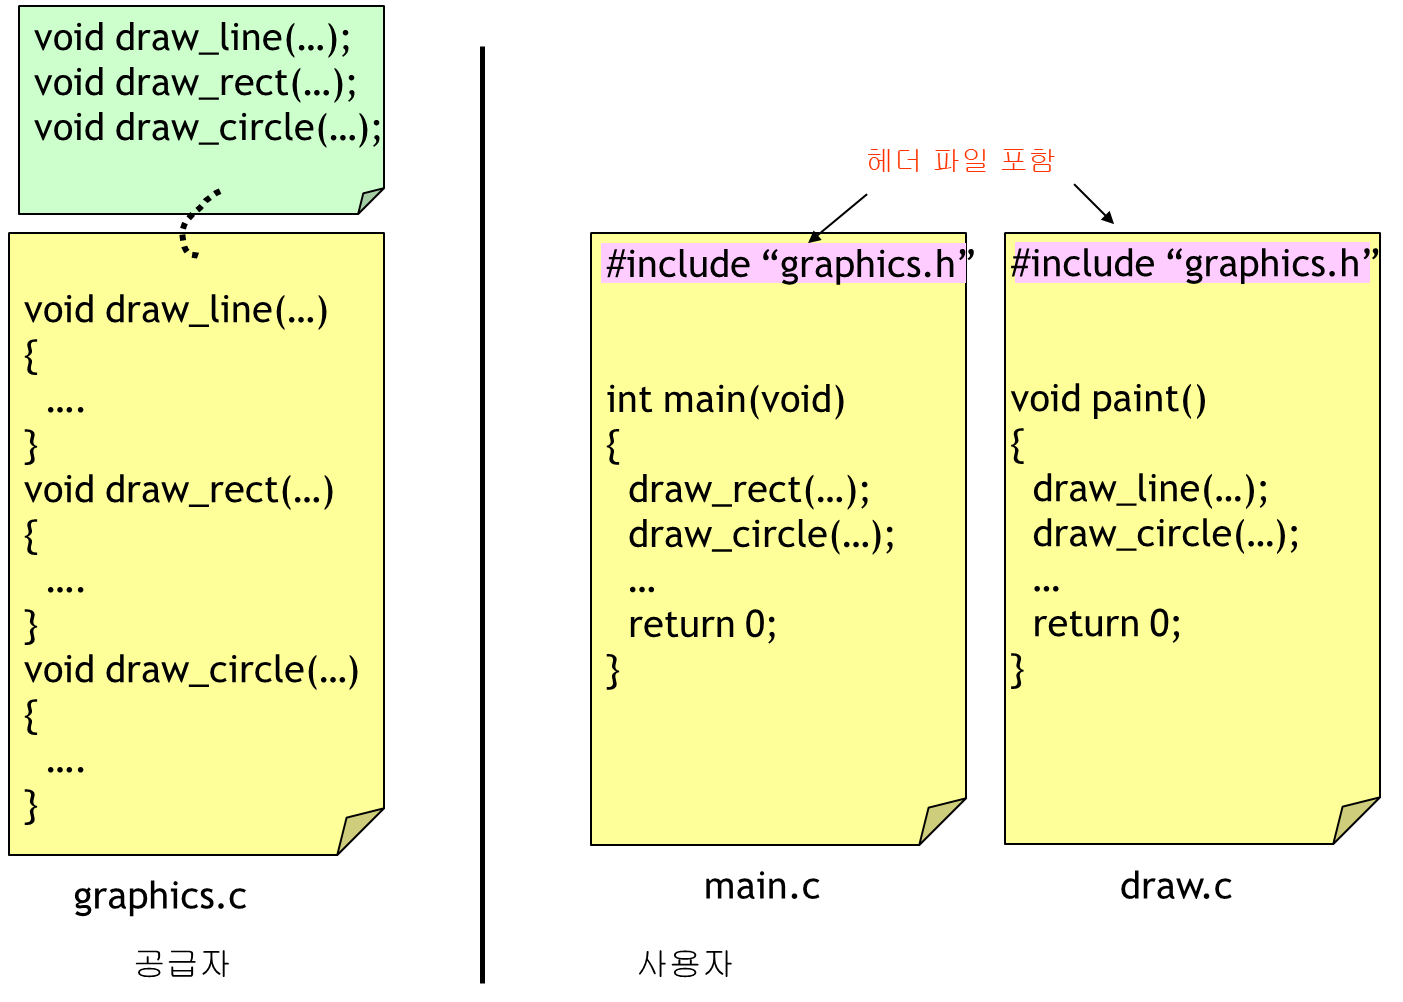 void draw_line(…);
void draw_rect(…);
void draw_circle(…);
void draw_line(…)
{
….
}
void draw_rect(…)
{
….
}
void draw_circle(…)
{
….
}
graphics.c
공급자
헤더 파일 포함
#include “graphics.h”
int main(void)
{
draw_rect(…);
draw_circle(…);
…
return 0;
}
main.c
#include “graphics.h”
void paint()
{
draw_line(…);
draw_circle(…);
…
return 0;
}
draw.c
사용자